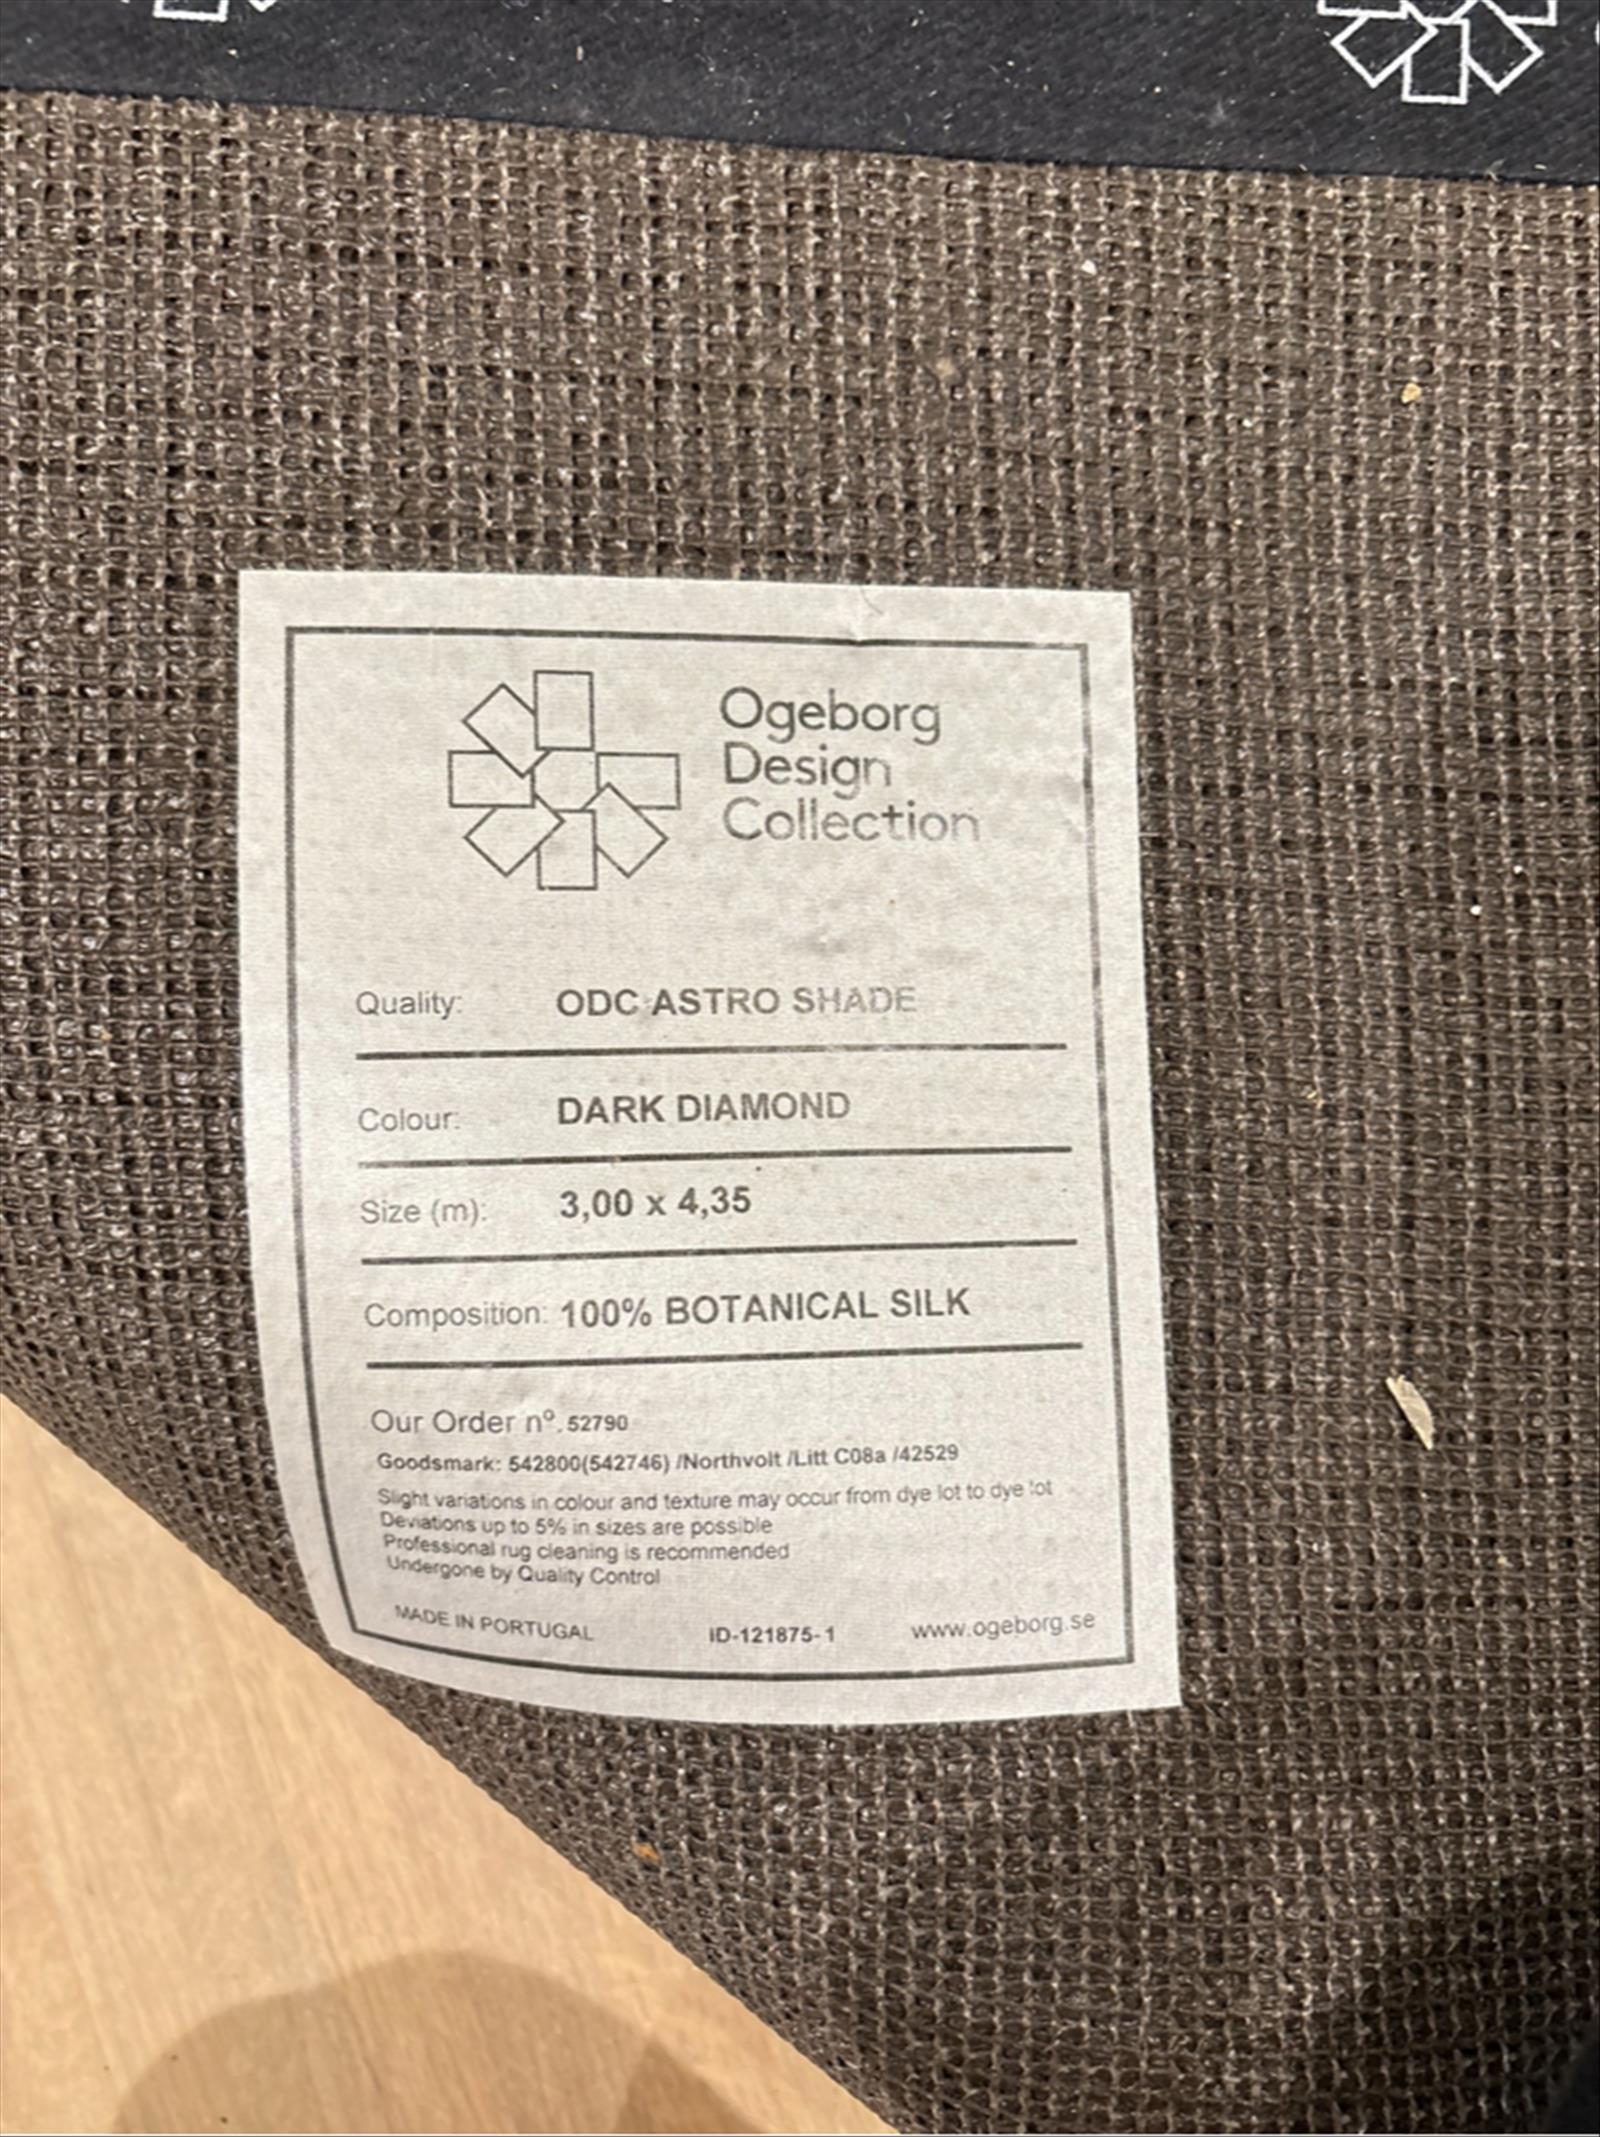 Ogeborg
Design
Collection
Quality: ODC ASTRO SHADE
Colour: DARK DIAMOND
Size (m): 3,00 x 4,35
Composition: 100% BOTANICAL SILK
Our Order nº. 52790
Goodsmark: 542800(542746) /Northvolt /Litt C08a /42529
Slight variations in colour and texture may occur from dye lot to dye lot
Deviations up to 5% in sizes are possible
Professional rug cleaning is recommended
Undergone by Quality Control
MADE IN PORTUGAL ID-121875-1 www.ogeborg.se